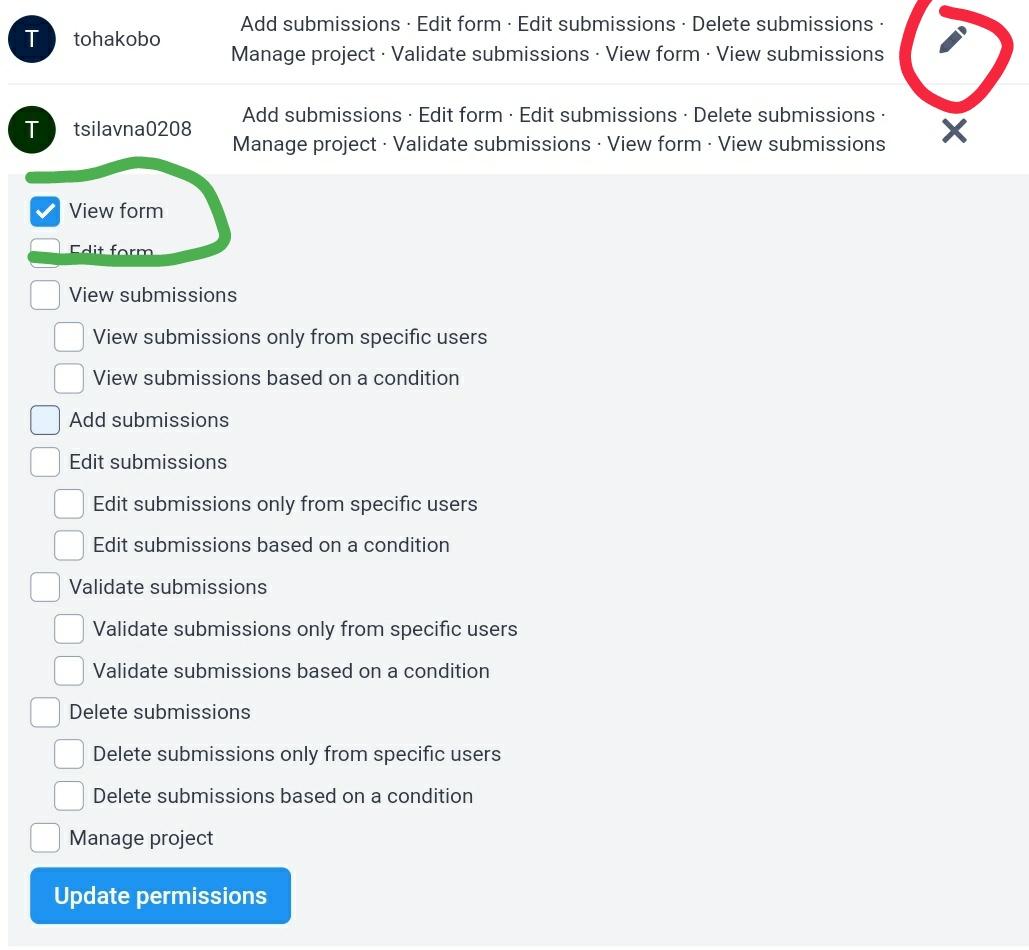 T tohakobo Add submissions · Edit form · Edit submissions · Delete submissions ·
Manage project · Validate submissions · View form · View submissions
T tsilavna0208 Add submissions · Edit form · Edit submissions · Delete submissions ·
Manage project · Validate submissions · View form · View submissions
View form
Edit form
View submissions
View submissions only from specific users
View submissions based on a condition
Add submissions
Edit submissions
Edit submissions only from specific users
Edit submissions based on a condition
Validate submissions
Validate submissions only from specific users
Validate submissions based on a condition
Delete submissions
Delete submissions only from specific users
Delete submissions based on a condition
Manage project
Update permissions